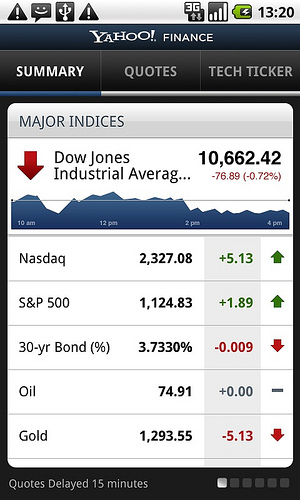 3G
13:20
YAHOO! FINANCE
SUMMARY QUOTES TECH TICKER
MAJOR INDICES
Dow Jones
Industrial Averag...
10,662.42
-76.89 (-0.72%)
10 am 12 pm 2 pm 4 pm
Nasdaq 2,327.08 +5.13
S&P 500 1,124.83 +1.89
30-yr Bond (%) 3.7330% -0.009
Oil 74.91 +0.00
Gold 1,293.55 -5.13
Quotes Delayed 15 minutes